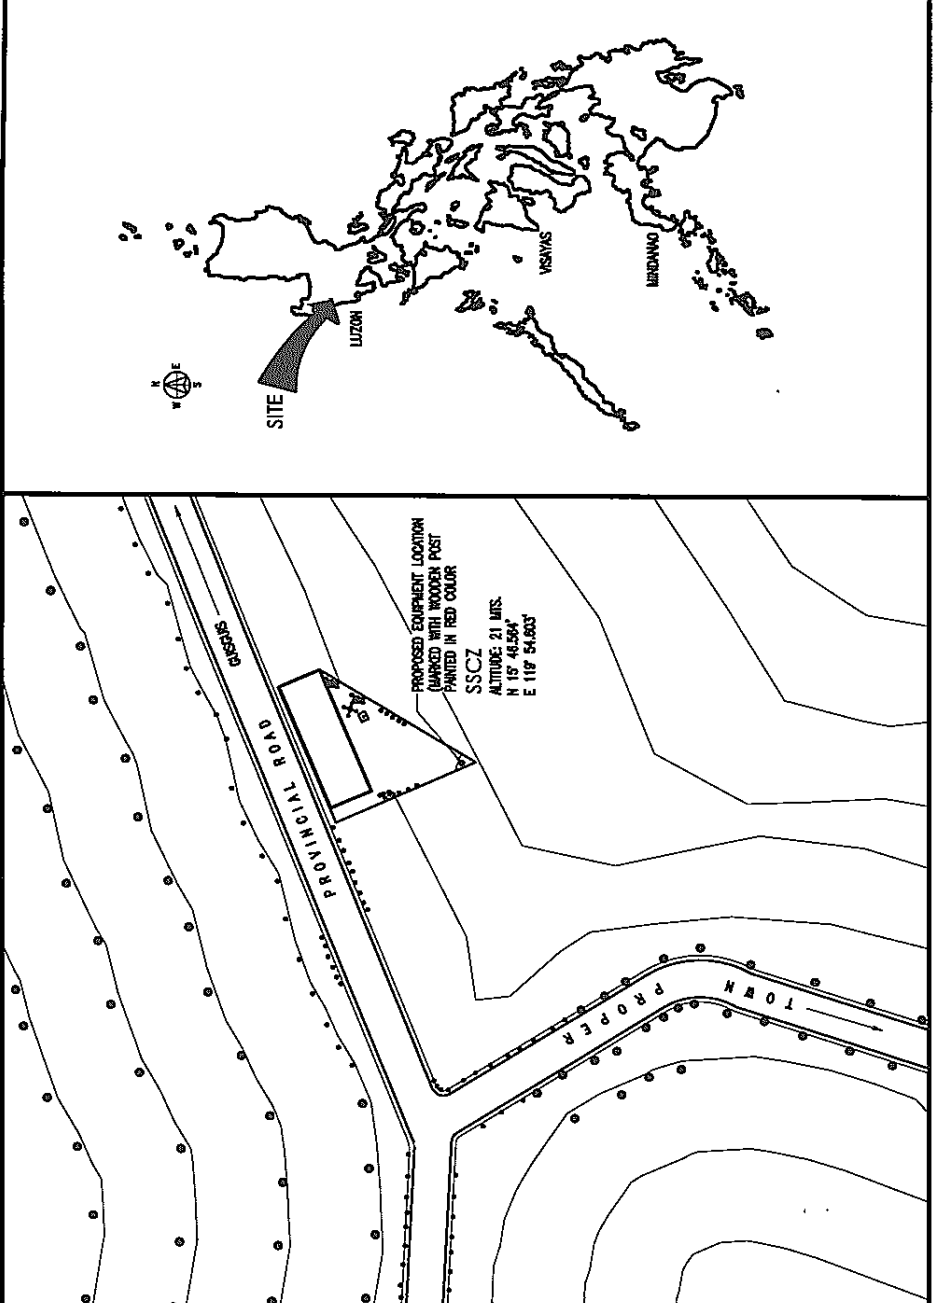 N
W E
S
SITE
LUZON
VISAYAS
MINDANAO
GUISGUIS
PROVINCIAL ROAD
PROPOSED EQUIPMENT LOCATION
(MARKED WITH WOODEN POST
PAINTED IN RED COLOR
SSCZ
ALTITUDE: 21 MTS.
N 15° 46.564'
E 119° 54.603'
TOWN PROPER